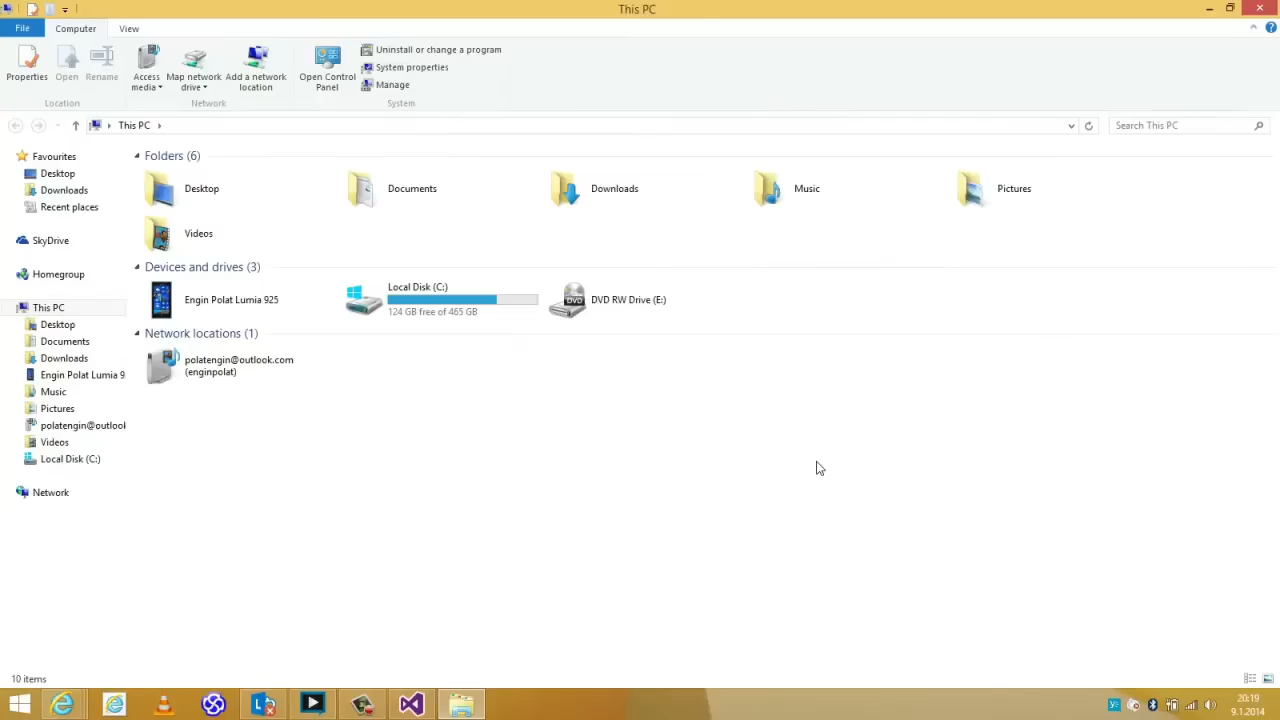 This PC
File
Computer
View
Properties
Open
Rename
Access media
Map network drive
Add a network location
Open Control Panel
Uninstall or change a program
System properties
Manage
Location
Network
System
This PC
Search This PC
Favourites
Desktop
Downloads
Recent places
SkyDrive
Homegroup
This PC
Desktop
Documents
Downloads
Engin Polat Lumia 9
Music
Pictures
polatengin@outlool
Videos
Local Disk (C:)
Network
Folders (6)
Desktop
Documents
Downloads
Music
Pictures
Videos
Devices and drives (3)
Engin Polat Lumia 925
Local Disk (C:)
124 GB free of 465 GB
DVD
DVD RW Drive (E:)
Network locations (1)
polatengin@outlook.com
(enginpolat)
10 items
20:19
9.1.2014